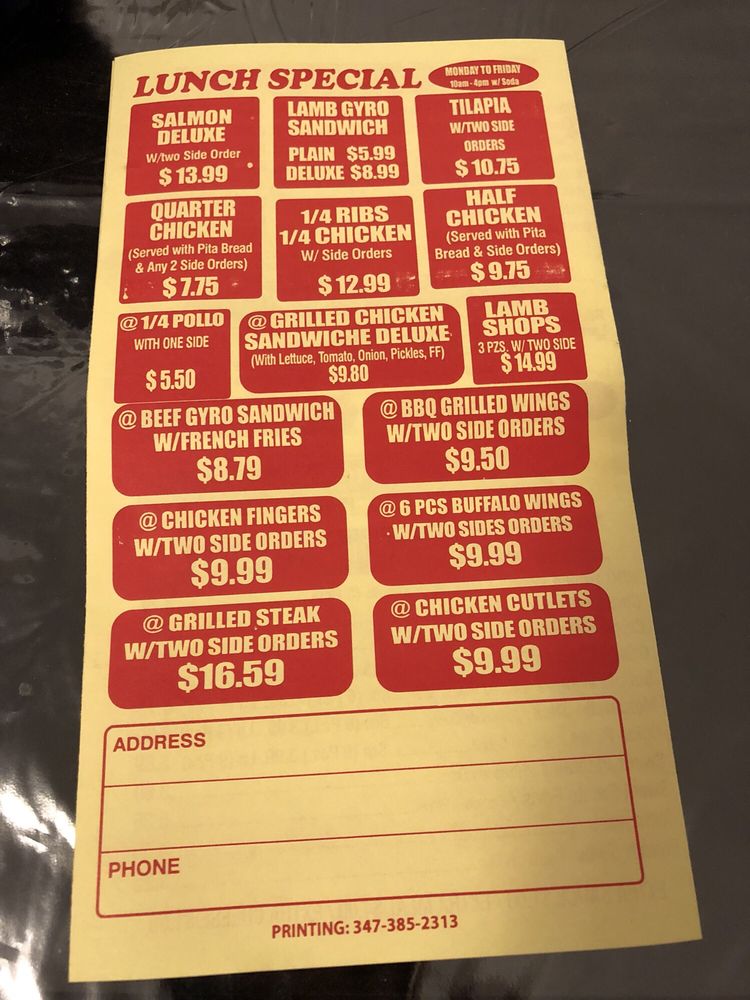 LUNCH SPECIAL
MONDAY TO FRIDAY
10am - 4pm w/ Soda
SALMON
DELUXE
W/two Side Order
$ 13.99
LAMB GYRO
SANDWICH
PLAIN $5.99
DELUXE $8.99
TILAPIA
W/TWO SIDE
ORDERS
$ 10.75
QUARTER
CHICKEN
(Served with Pita Bread
& Any 2 Side Orders)
$ 7.75
1/4 RIBS
1/4 CHICKEN
W/ Side Orders
$ 12.99
HALF
CHICKEN
(Served with Pita
Bread & Side Orders)
$ 9.75
@ 1/4 POLLO
WITH ONE SIDE
$ 5.50
@ GRILLED CHICKEN
SANDWICHE DELUXE
(With Lettuce, Tomato, Onion, Pickles, FF)
$9.80
LAMB
SHOPS
3 PZS. W/ TWO SIDE
$ 14.99
@ BEEF GYRO SANDWICH
W/FRENCH FRIES
$8.79
@ BBQ GRILLED WINGS
W/TWO SIDE ORDERS
$9.50
@ CHICKEN FINGERS
W/TWO SIDE ORDERS
$9.99
@ 6 PCS BUFFALO WINGS
W/TWO SIDES ORDERS
$9.99
@ GRILLED STEAK
W/TWO SIDE ORDERS
$16.59
@ CHICKEN CUTLETS
W/TWO SIDE ORDERS
$9.99
ADDRESS
PHONE
PRINTING: 347-385-2313